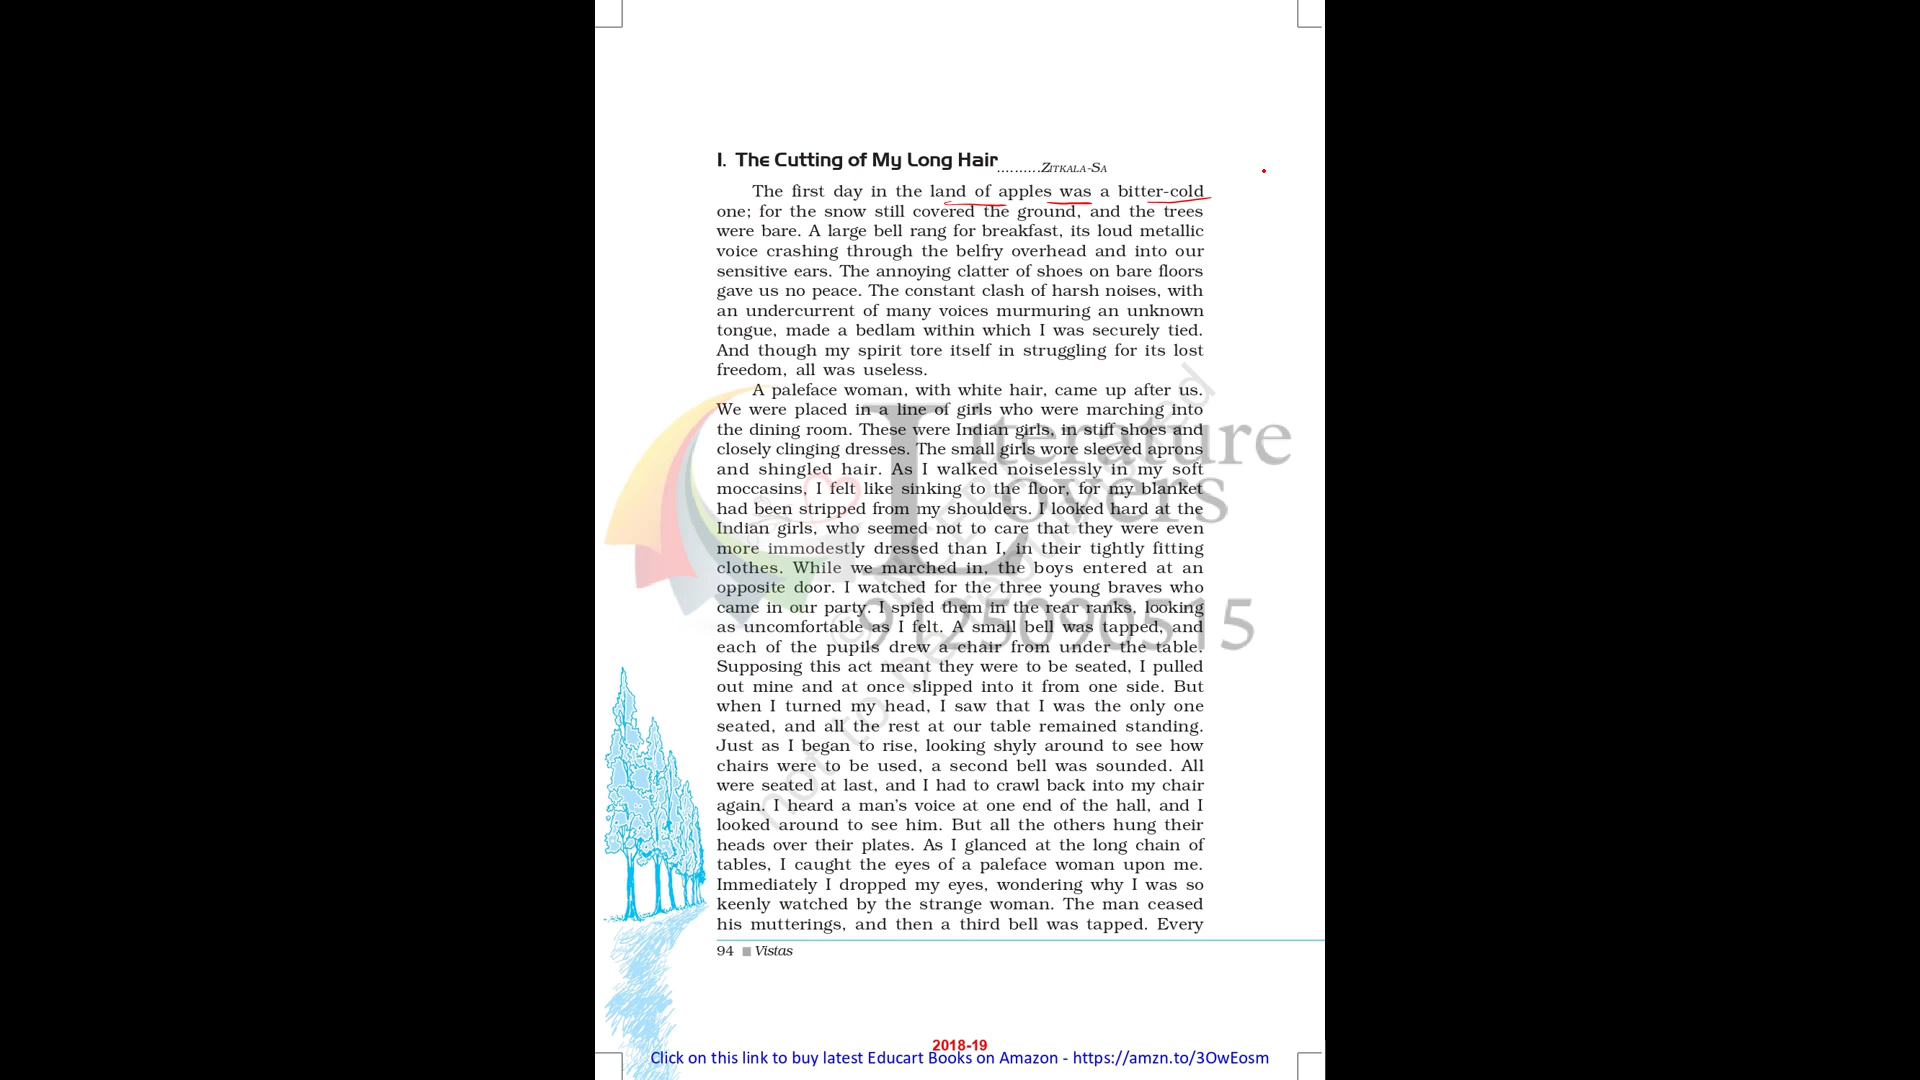 I. The Cutting of My Long Hair..........ZITKALA-SA
The first day in the land of apples was a bitter-cold
one; for the snow still covered the ground, and the trees
were bare. A large bell rang for breakfast, its loud metallic
voice crashing through the belfry overhead and into our
sensitive ears. The annoying clatter of shoes on bare floors
gave us no peace. The constant clash of harsh noises, with
an undercurrent of many voices murmuring an unknown
tongue, made a bedlam within which I was securely tied.
And though my spirit tore itself in struggling for its lost
freedom, all was useless.
A paleface woman, with white hair, came up after us.
We were placed in a line of girls who were marching into
the dining room. These were Indian girls, in stiff shoes and
closely clinging dresses. The small girls wore sleeved aprons
and shingled hair. As I walked noiselessly in my soft
moccasins, I felt like sinking to the floor, for my blanket
had been stripped from my shoulders. I looked hard at the
Indian girls, who seemed not to care that they were even
more immodestly dressed than I, in their tightly fitting
clothes. While we marched in, the boys entered at an
opposite door. I watched for the three young braves who
came in our party. I spied them in the rear ranks, looking
as uncomfortable as I felt. A small bell was tapped, and
each of the pupils drew a chair from under the table.
Supposing this act meant they were to be seated, I pulled
out mine and at once slipped into it from one side. But
when I turned my head, I saw that I was the only one
seated, and all the rest at our table remained standing.
Just as I began to rise, looking shyly around to see how
chairs were to be used, a second bell was sounded. All
were seated at last, and I had to crawl back into my chair
again. I heard a man's voice at one end of the hall, and I
looked around to see him. But all the others hung their
heads over their plates. As I glanced at the long chain of
tables, I caught the eyes of a paleface woman upon me.
Immediately I dropped my eyes, wondering why I was so
keenly watched by the strange woman. The man ceased
his mutterings, and then a third bell was tapped. Every
Literature
Lovers
9125090515
not to be
94 Vistas
2018-19
Click on this link to buy latest Educart Books on Amazon - https://amzn.to/3OwEosm